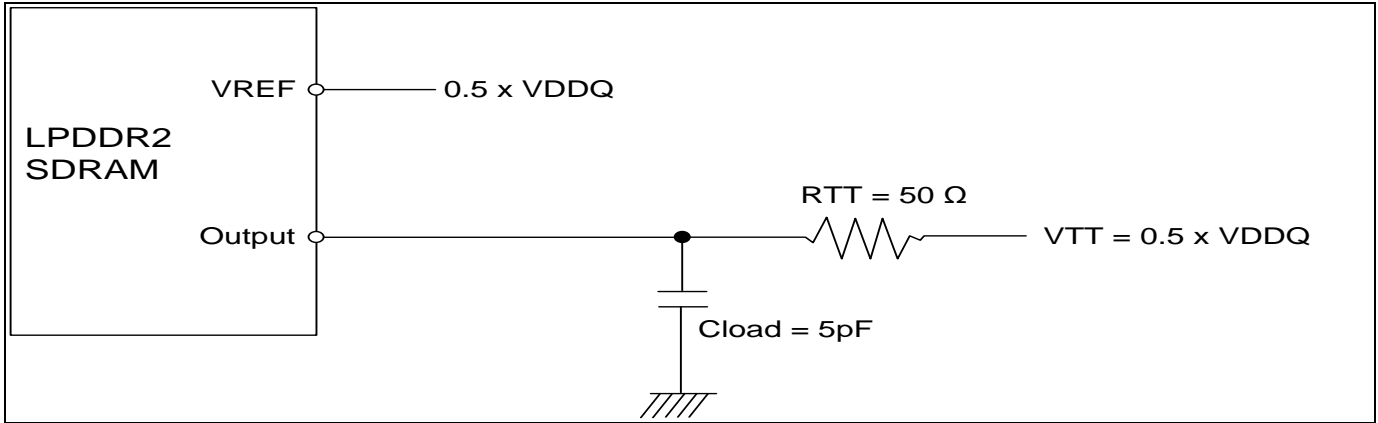 VREF
0.5 x VDDQ
LPDDR2
SDRAM
RTT = 50 Ω
Output
VTT = 0.5 x VDDQ
Cload = 5pF